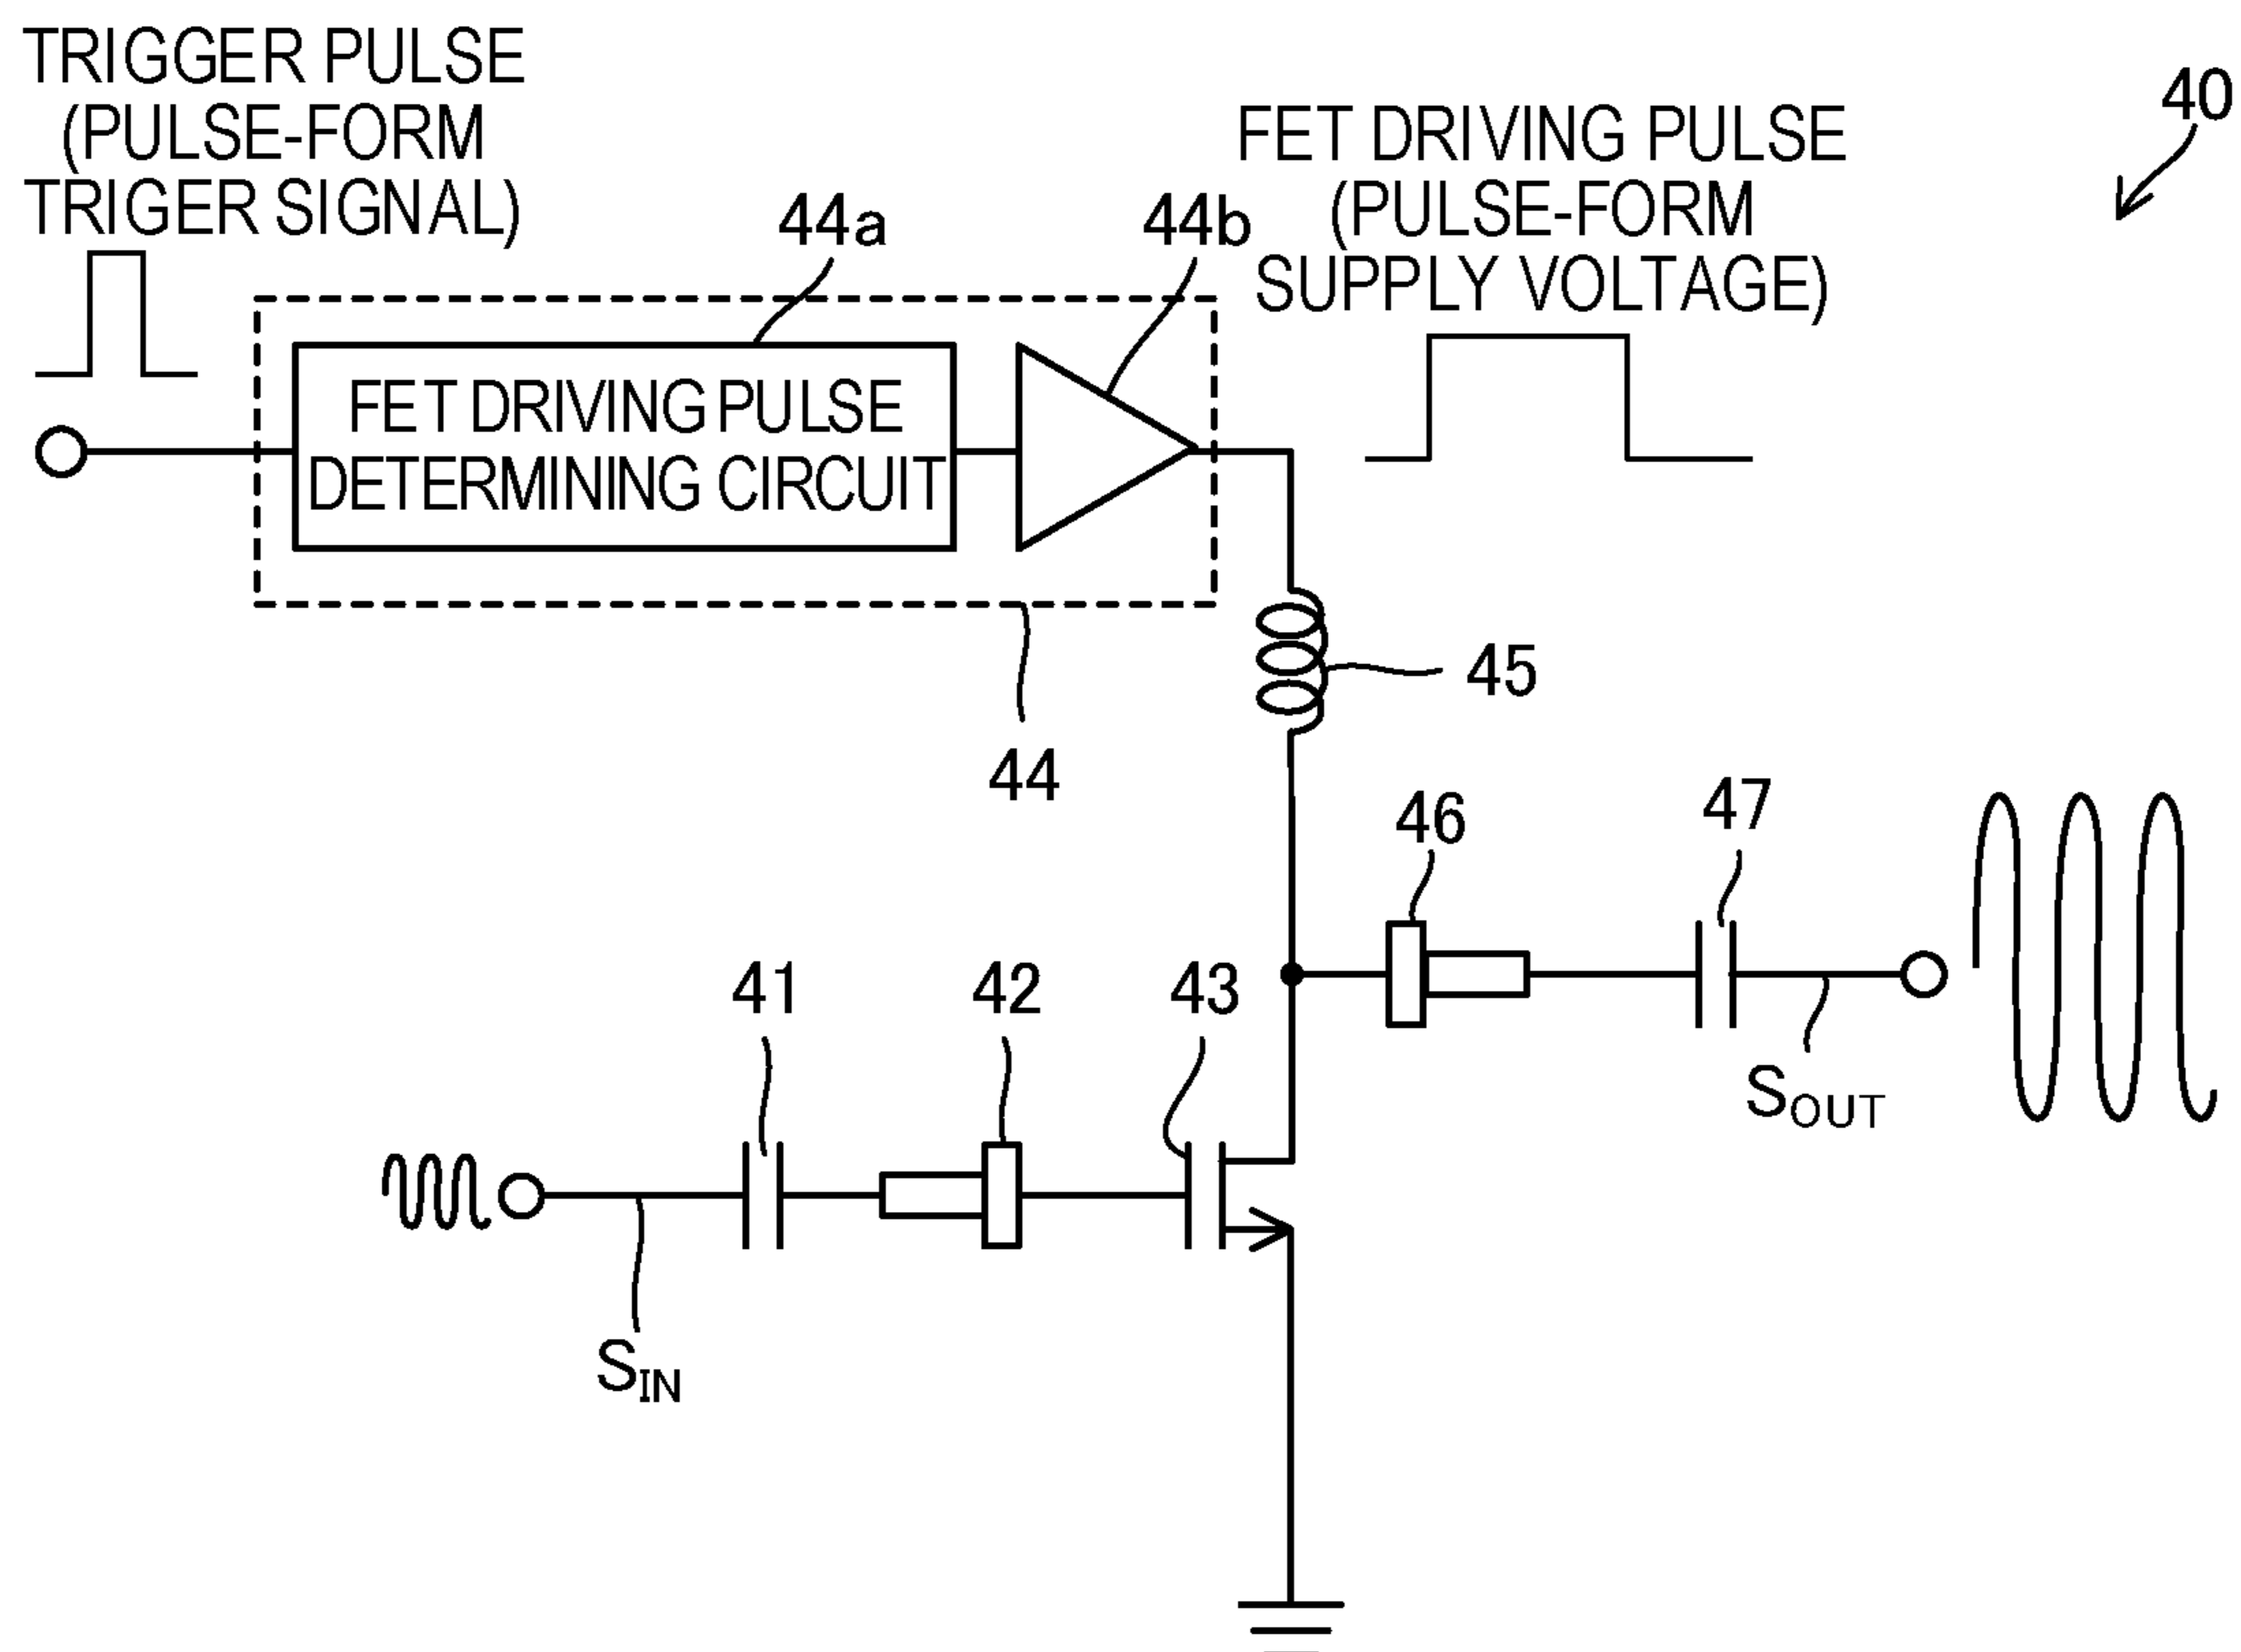 TRIGGER PULSE
(PULSE-FORM
TRIGER SIGNAL)
40
FET DRIVING PULSE
(PULSE-FORM
SUPPLY VOLTAGE)
44a
44b
FET DRIVING PULSE
DETERMINING CIRCUIT
45
44
46
47
41
42
43
SOUT
SIN